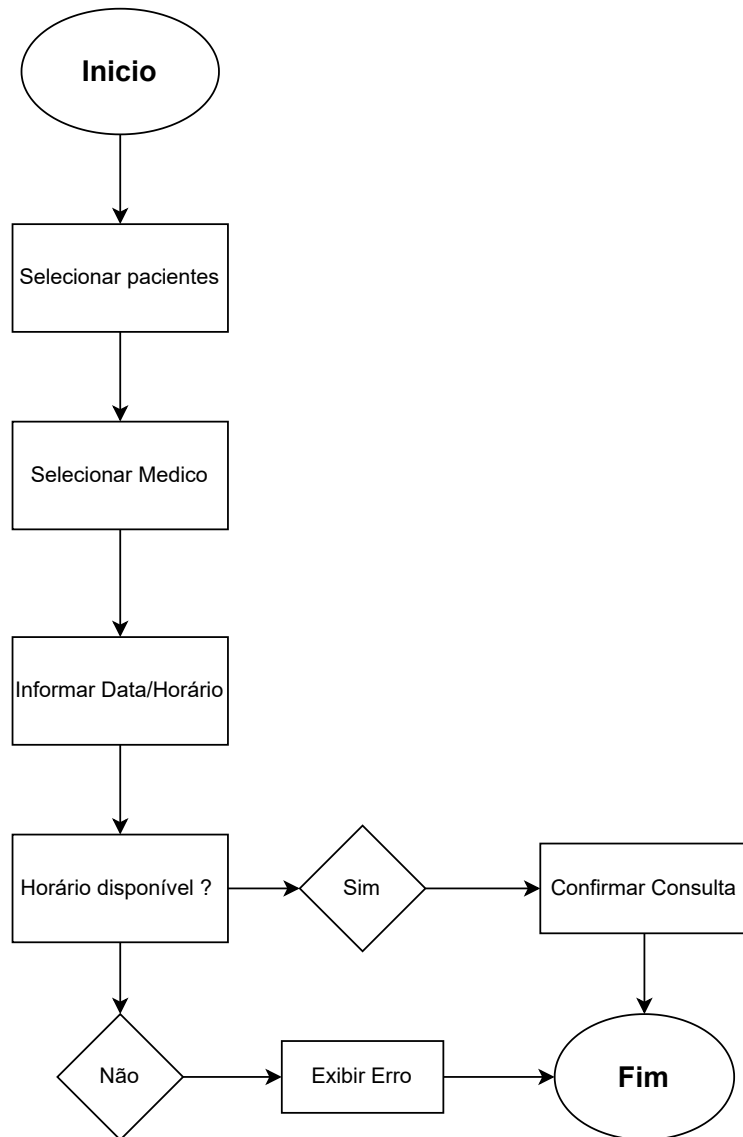 Inicio
Selecionar pacientes
Selecionar Medico
Informar Data/Horário
Horário disponível ?
Sim
Confirmar Consulta
Não
Exibir Erro
Fim